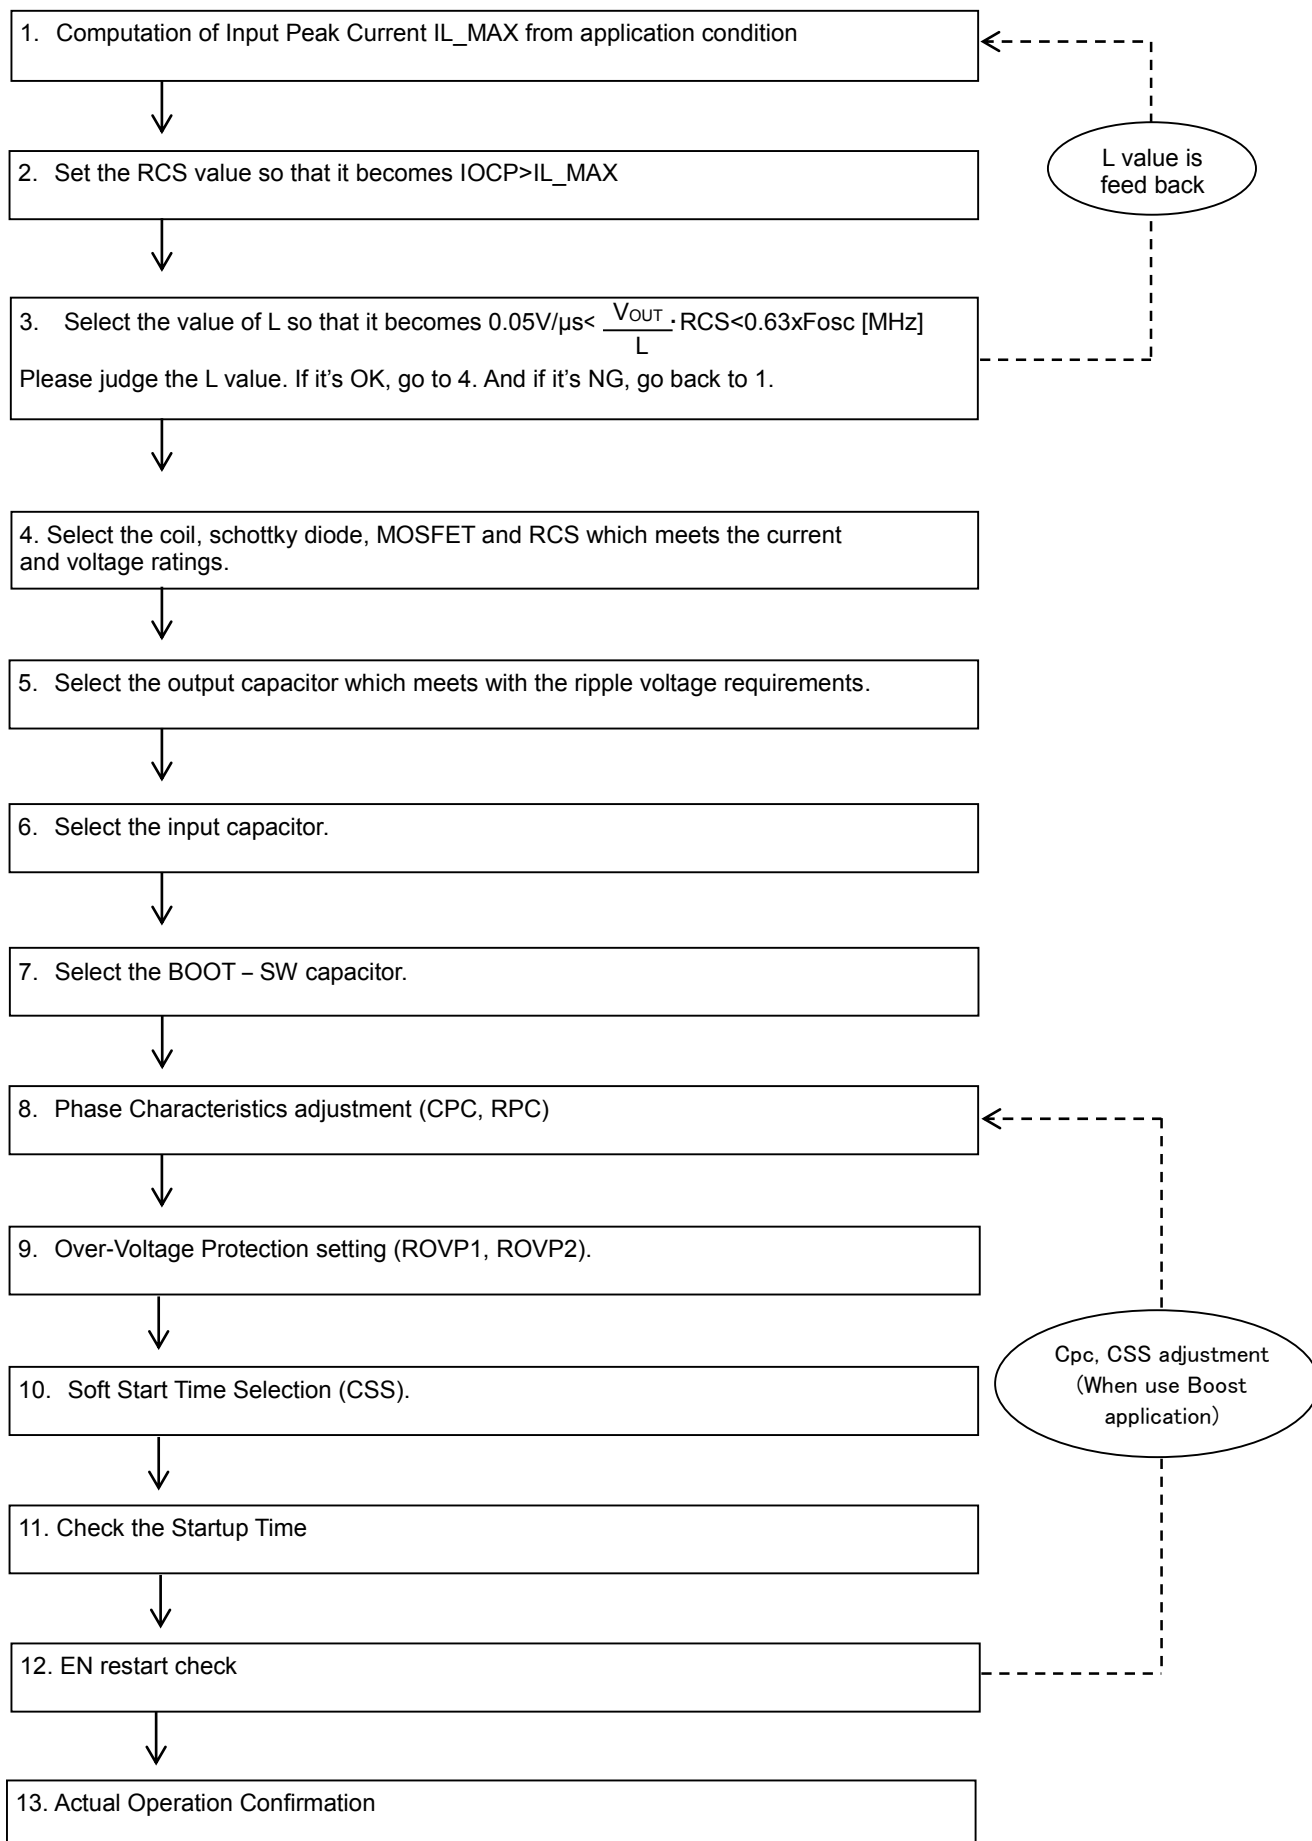 1. Computation of Input Peak Current IL_MAX from application condition
L value is
feed back
2. Set the RCS value so that it becomes IOCP>IL_MAX
3. Select the value of L so that it becomes 0.05V/µs< VOUT/L ·RCS<0.63xFosc [MHz]
Please judge the L value. If it’s OK, go to 4. And if it’s NG, go back to 1.
4. Select the coil, schottky diode, MOSFET and RCS which meets the current
and voltage ratings.
5. Select the output capacitor which meets with the ripple voltage requirements.
6. Select the input capacitor.
7. Select the BOOT – SW capacitor.
8. Phase Characteristics adjustment (CPC, RPC)
9. Over-Voltage Protection setting (ROVP1, ROVP2).
Cpc, CSS adjustment
(When use Boost
application)
10. Soft Start Time Selection (CSS).
11. Check the Startup Time
12. EN restart check
13. Actual Operation Confirmation